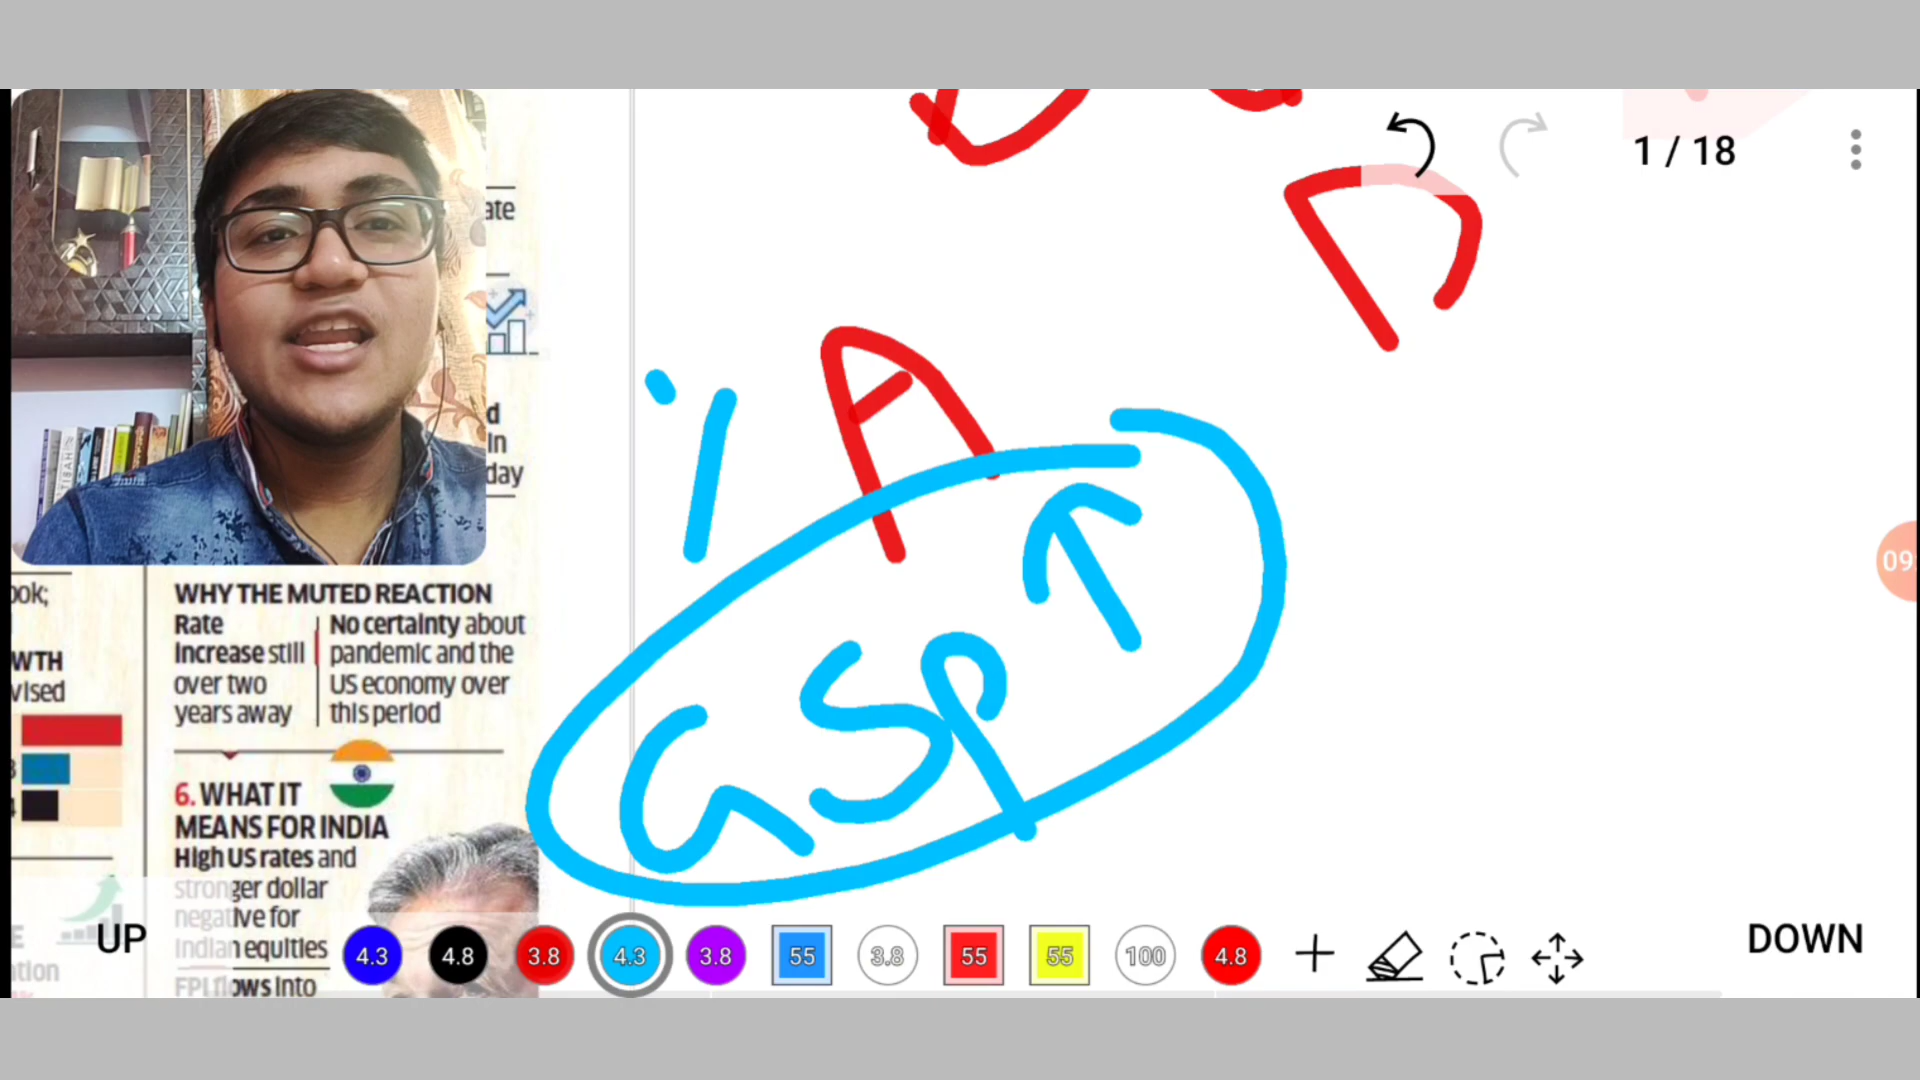 1 / 18
ate
d
in
day
ook;
WTH
vised
WHY THE MUTED REACTION
Rate
increase still
over two
years away
No certainty about
pandemic and the
US economy over
this period
6. WHAT IT
MEANS FOR INDIA
High US rates and
stronger dollar
negative for
Indian equities
FPI flows into
E
ation
A
GSP
09
UP
4.3
4.8
3.8
4.3
3.8
55
3.8
55
55
100
4.8
DOWN